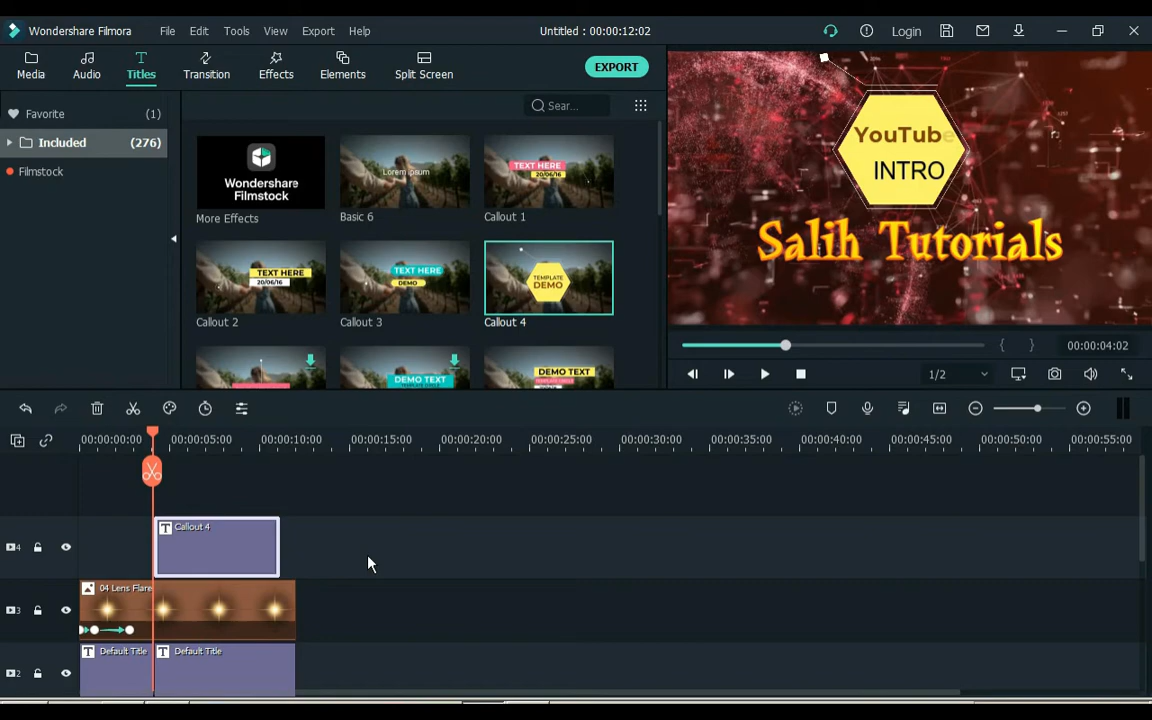 Wondershare Filmora
File Edit Tools View Export Help
Untitled : 00:00:12:02
Login
Media Audio Titles Transition Effects Elements Split Screen
EXPORT
Favorite (1)
Included (276)
Filmstock
Sear...
Wondershare
Filmstock
More Effects
Lorem ipsum
Basic 6
TEXT HERE
20/06/16
Callout 1
TEXT HERE
20/06/16
Callout 2
TEXT HERE
DEMO
Callout 3
TEMPLATE
DEMO
Callout 4
DEMO TEXT
DEMO TEXT
YouTube
INTRO
Salih Tutorials
{ } 00:00:04:02
1/2
00:00:00:00 00:00:05:00 00:00:10:00 00:00:15:00 00:00:20:00 00:00:25:00 00:00:30:00 00:00:35:00 00:00:40:00 00:00:45:00 00:00:50:00 00:00:55:00
4
T Callout 4
3
04 Lens Flare
2
T Default Title
T Default Title